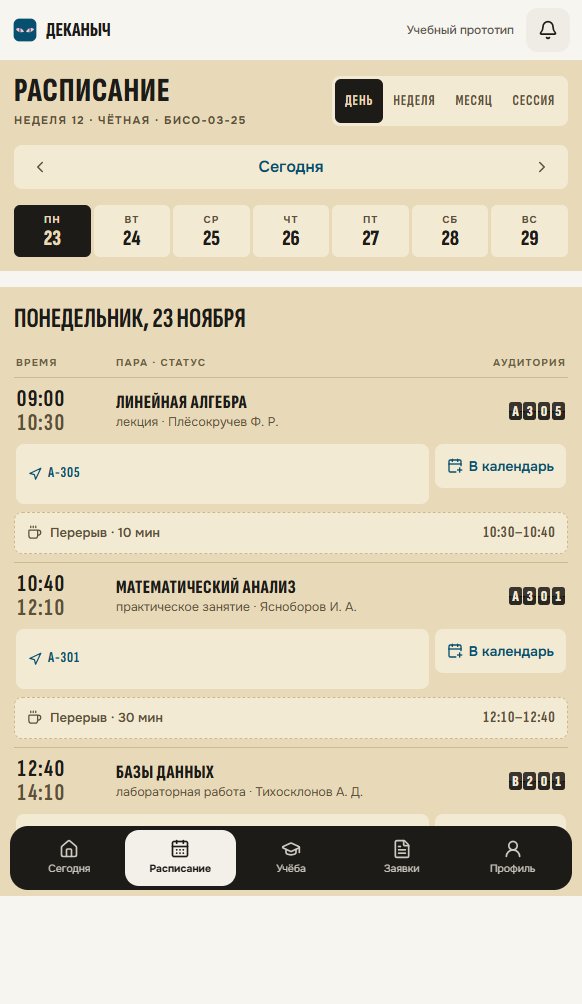 ДЕКАНЫЧ
Учебный прототип
РАСПИСАНИЕ
НЕДЕЛЯ 12 · ЧЁТНАЯ · БИСО-03-25
ДЕНЬ НЕДЕЛЯ МЕСЯЦ СЕССИЯ
Сегодня
ПН ВТ СР ЧТ ПТ СБ ВС
23 24 25 26 27 28 29
ПОНЕДЕЛЬНИК, 23 НОЯБРЯ
ВРЕМЯ ПАРА · СТАТУС АУДИТОРИЯ
09:00 ЛИНЕЙНАЯ АЛГЕБРА A305
10:30 лекция · Плёсокручев Ф. Р.
А-305 В календарь
Перерыв · 10 мин 10:30–10:40
10:40 МАТЕМАТИЧЕСКИЙ АНАЛИЗ A301
12:10 практическое занятие · Ясноборов И. А.
А-301 В календарь
Перерыв · 30 мин 12:10–12:40
12:40 БАЗЫ ДАННЫХ В201
14:10 лабораторная работа · Тихосклонов А. Д.
Сегодня Расписание Учёба Заявки Профиль